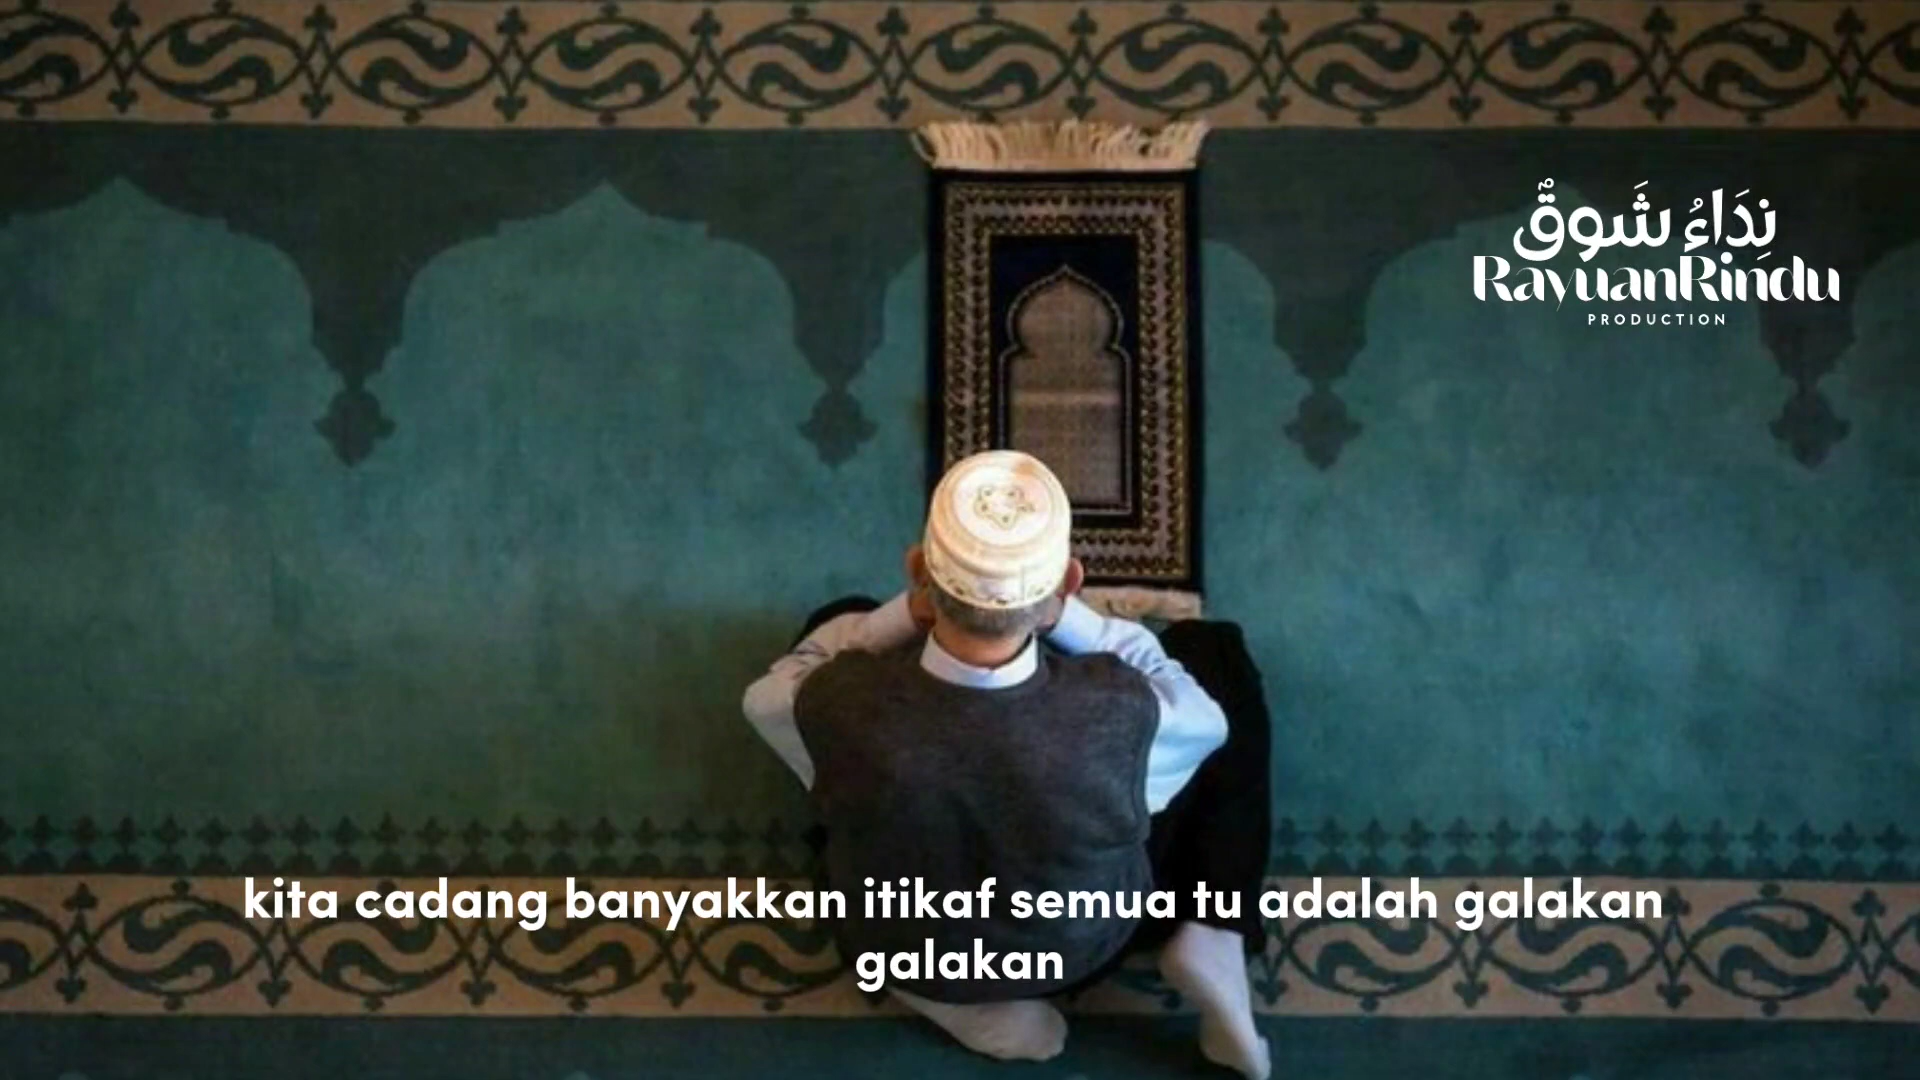 نِدَاءُ شَوقٌ
RayuanRindu
PRODUCTION
kita cadang banyakkan itikaf semua tu adalah galakan
galakan